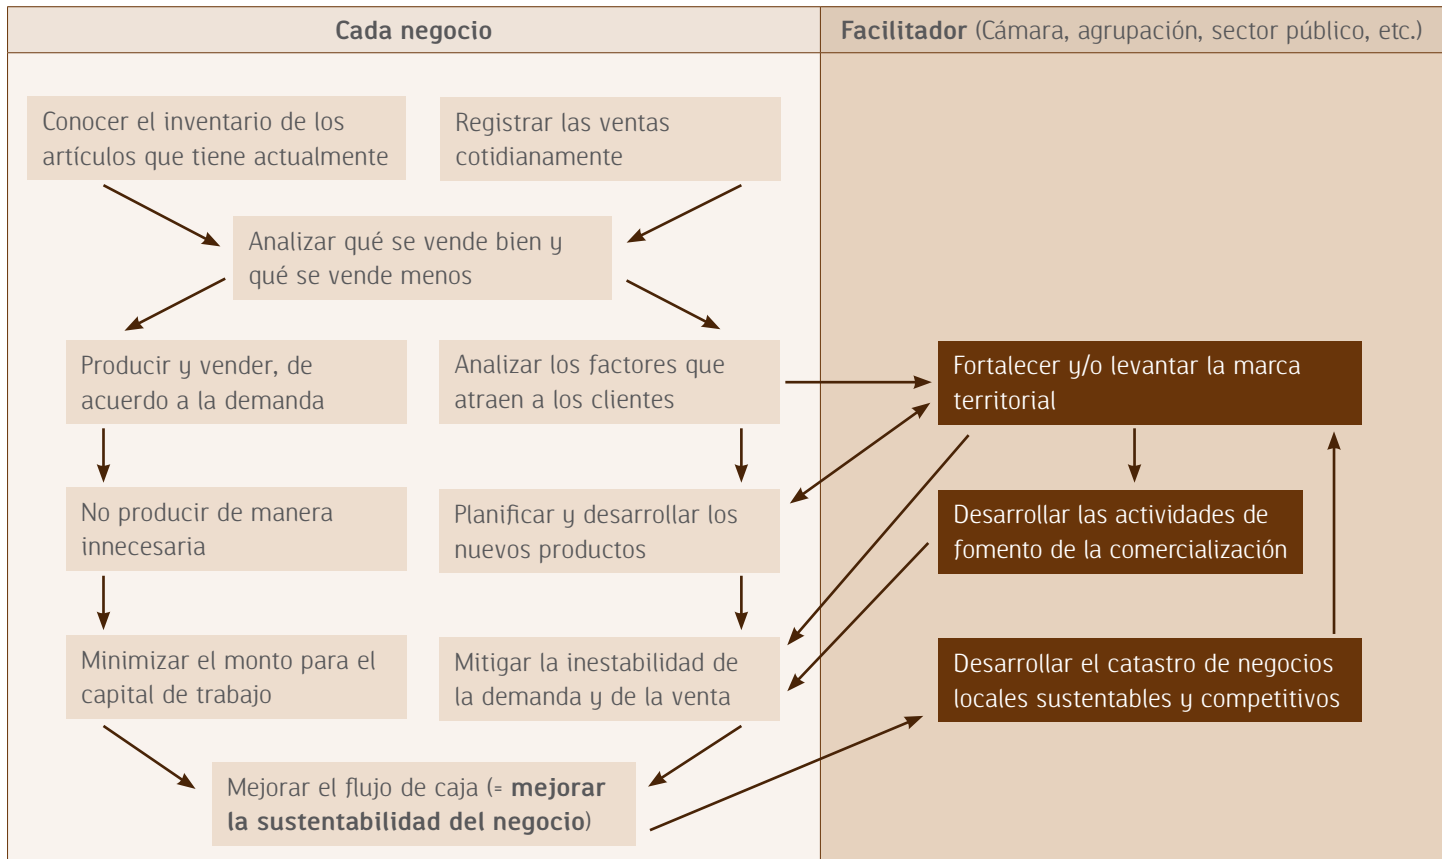 Cada negocio
Facilitador (Cámara, agrupación, sector público, etc.)
Conocer el inventario de los
artículos que tiene actualmente
Registrar las ventas
cotidianamente
Analizar qué se vende bien y
qué se vende menos
Producir y vender, de
acuerdo a la demanda
Analizar los factores que
atraen a los clientes
Fortalecer y/o levantar la marca
territorial
No producir de manera
innecesaria
Planificar y desarrollar los
nuevos productos
Desarrollar las actividades de
fomento de la comercialización
Minimizar el monto para el
capital de trabajo
Mitigar la inestabilidad de
la demanda y de la venta
Desarrollar el catastro de negocios
locales sustentables y competitivos
Mejorar el flujo de caja (= mejorar
la sustentabilidad del negocio)